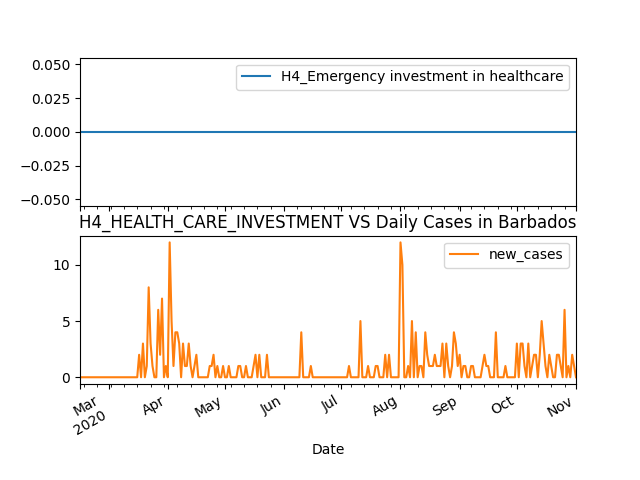 0.050
0.025
0.000
−0.025
−0.050
H4_Emergency investment in healthcare
H4_HEALTH_CARE_INVESTMENT VS Daily Cases in Barbados
10
5
0
new_cases
Mar
2020
Apr
May
Jun
Jul
Aug
Sep
Oct
Nov
Date